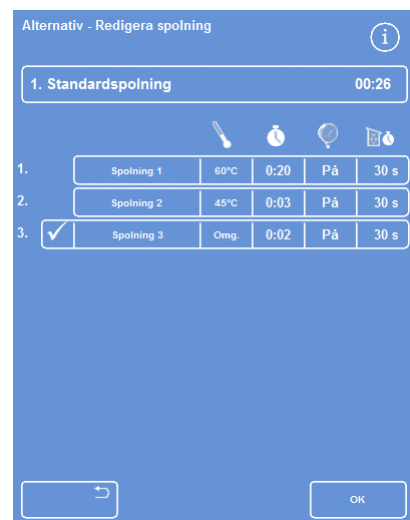 Alternativ - Redigera spolning
i
1. Standardspolning 00:26
1. Spolning 1 60°C 0:20 På 30 s
2. Spolning 2 45°C 0:03 På 30 s
3. Spolning 3 Omg. 0:02 På 30 s
OK